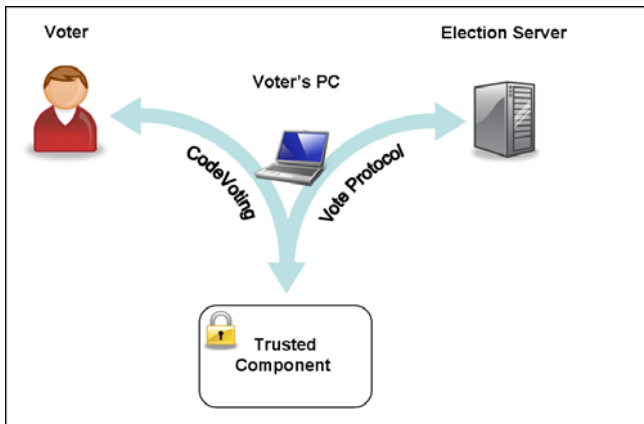 Voter
Election Server
Voter's PC
CodeVoting
Vote Protocol
Trusted
Component